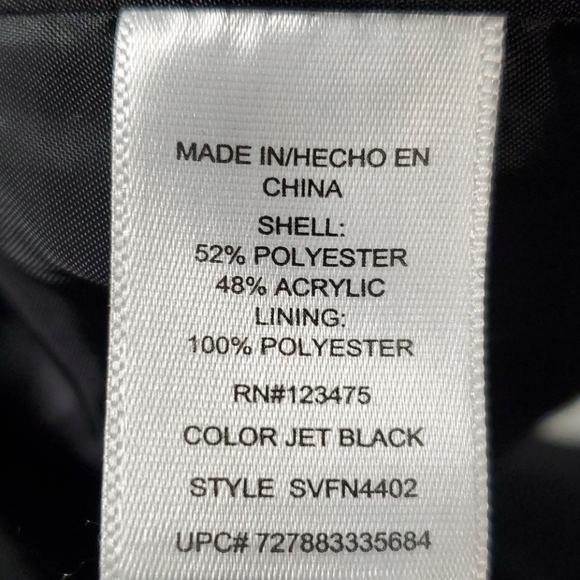 MADE IN/HECHO EN
CHINA
SHELL:
52% POLYESTER
48% ACRYLIC
LINING:
100% POLYESTER
RN#123475
COLOR JET BLACK
STYLE SVFN4402
UPC# 727883335684